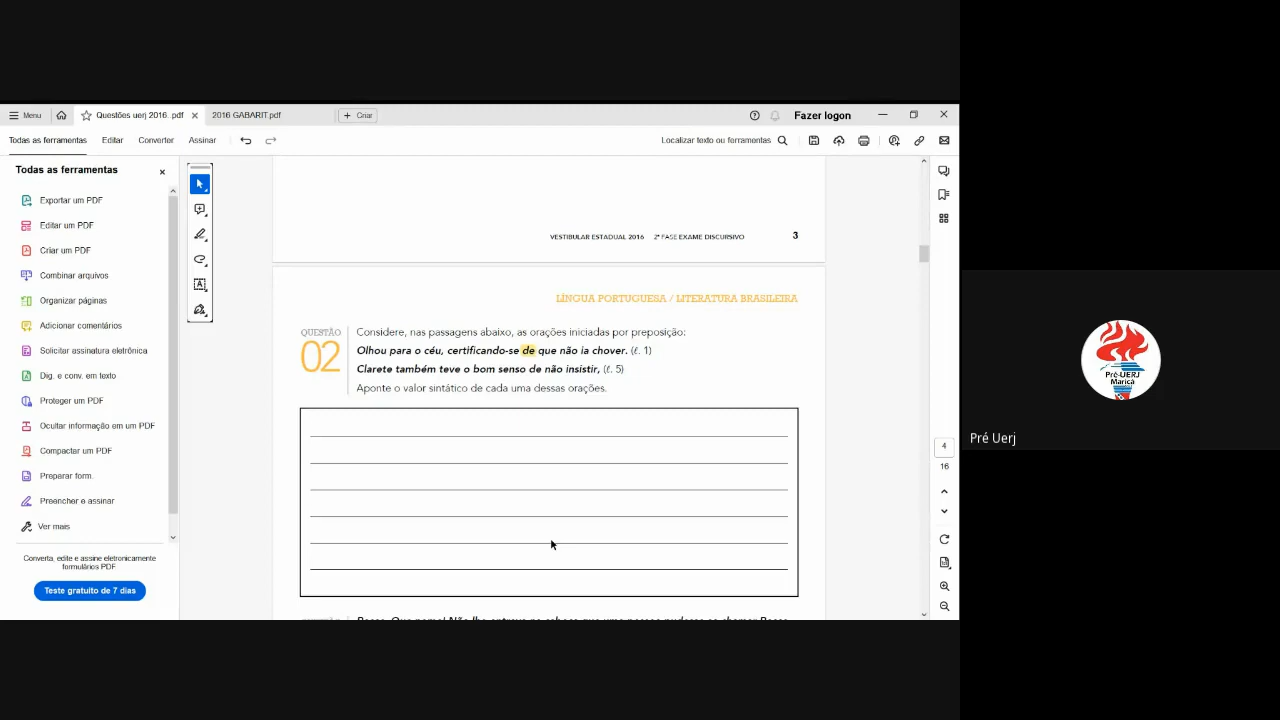 Menu
Questões uerj 2016..pdf
2016 GABARIT.pdf
+ Criar
Fazer logon
Todas as ferramentas
Editar
Converter
Assinar
Localizar texto ou ferramentas
Todas as ferramentas
Exportar um PDF
Editar um PDF
Criar um PDF
Combinar arquivos
Organizar páginas
Adicionar comentários
Solicitar assinatura eletrônica
Dig. e conv. em texto
Proteger um PDF
Ocultar informação em um PDF
Compactar um PDF
Preparar form.
Preencher e assinar
Ver mais
Converta, edite e assine eletronicamente
formulários PDF
Teste gratuito de 7 dias
VESTIBULAR ESTADUAL 2016 2ª FASE EXAME DISCURSIVO 3
LÍNGUA PORTUGUESA / LITERATURA BRASILEIRA
QUESTÃO
02
Considere, nas passagens abaixo, as orações iniciadas por preposição:
Olhou para o céu, certificando-se de que não ia chover. (ℓ. 1)
Clarete também teve o bom senso de não insistir, (ℓ. 5)
Aponte o valor sintático de cada uma dessas orações.
4
16
Pré-UERJ
Maricá
Pré Uerj